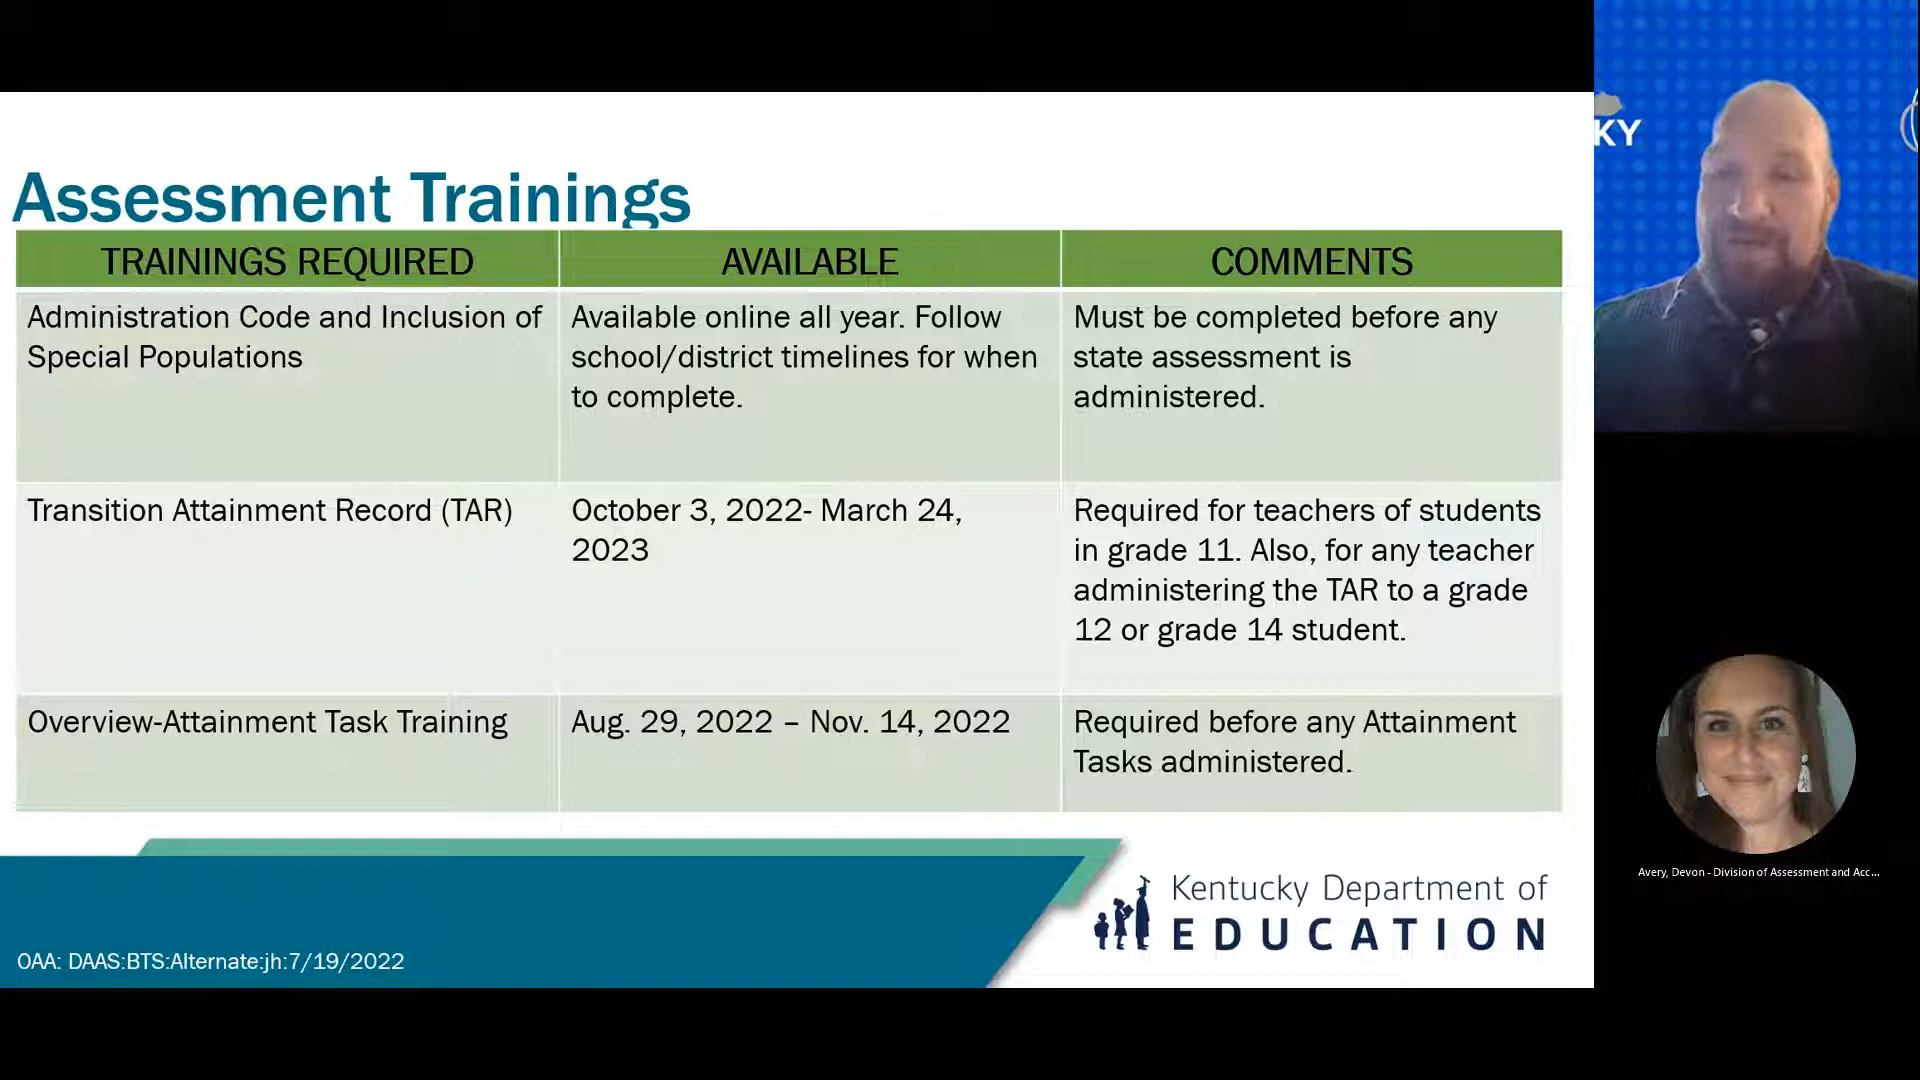 Assessment Trainings
TRAININGS REQUIRED
AVAILABLE
COMMENTS
Administration Code and Inclusion of
Special Populations
Available online all year. Follow
school/district timelines for when
to complete.
Must be completed before any
state assessment is
administered.
Transition Attainment Record (TAR)
October 3, 2022- March 24,
2023
Required for teachers of students
in grade 11. Also, for any teacher
administering the TAR to a grade
12 or grade 14 student.
Overview-Attainment Task Training
Aug. 29, 2022 – Nov. 14, 2022
Required before any Attainment
Tasks administered.
Kentucky Department of
EDUCATION
OAA: DAAS:BTS:Alternate:jh:7/19/2022
KY
Avery, Devon - Division of Assessment and Acc...